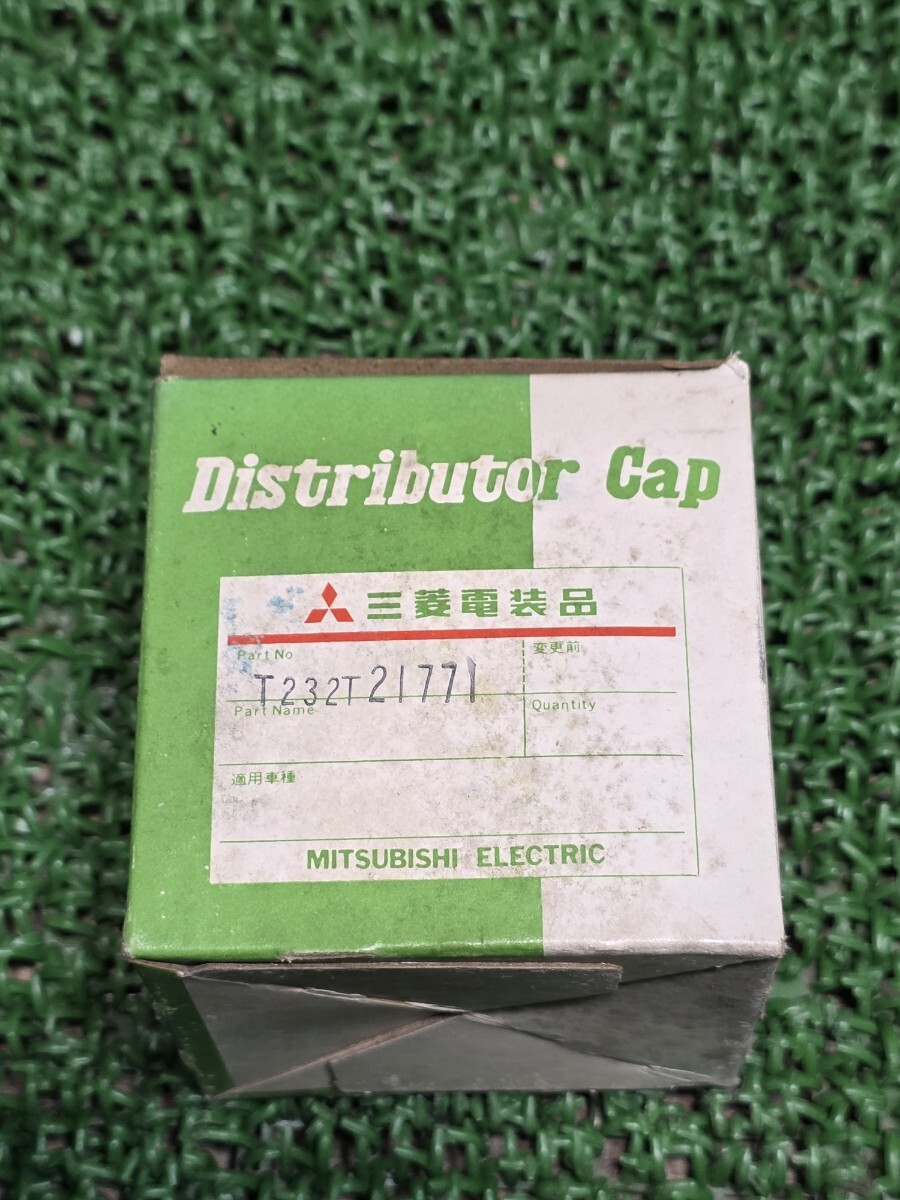 Distributor Cap
三菱電装品
Part No
変更前
T232T21771
Part Name
Quantity
適用車種
MITSUBISHI ELECTRIC